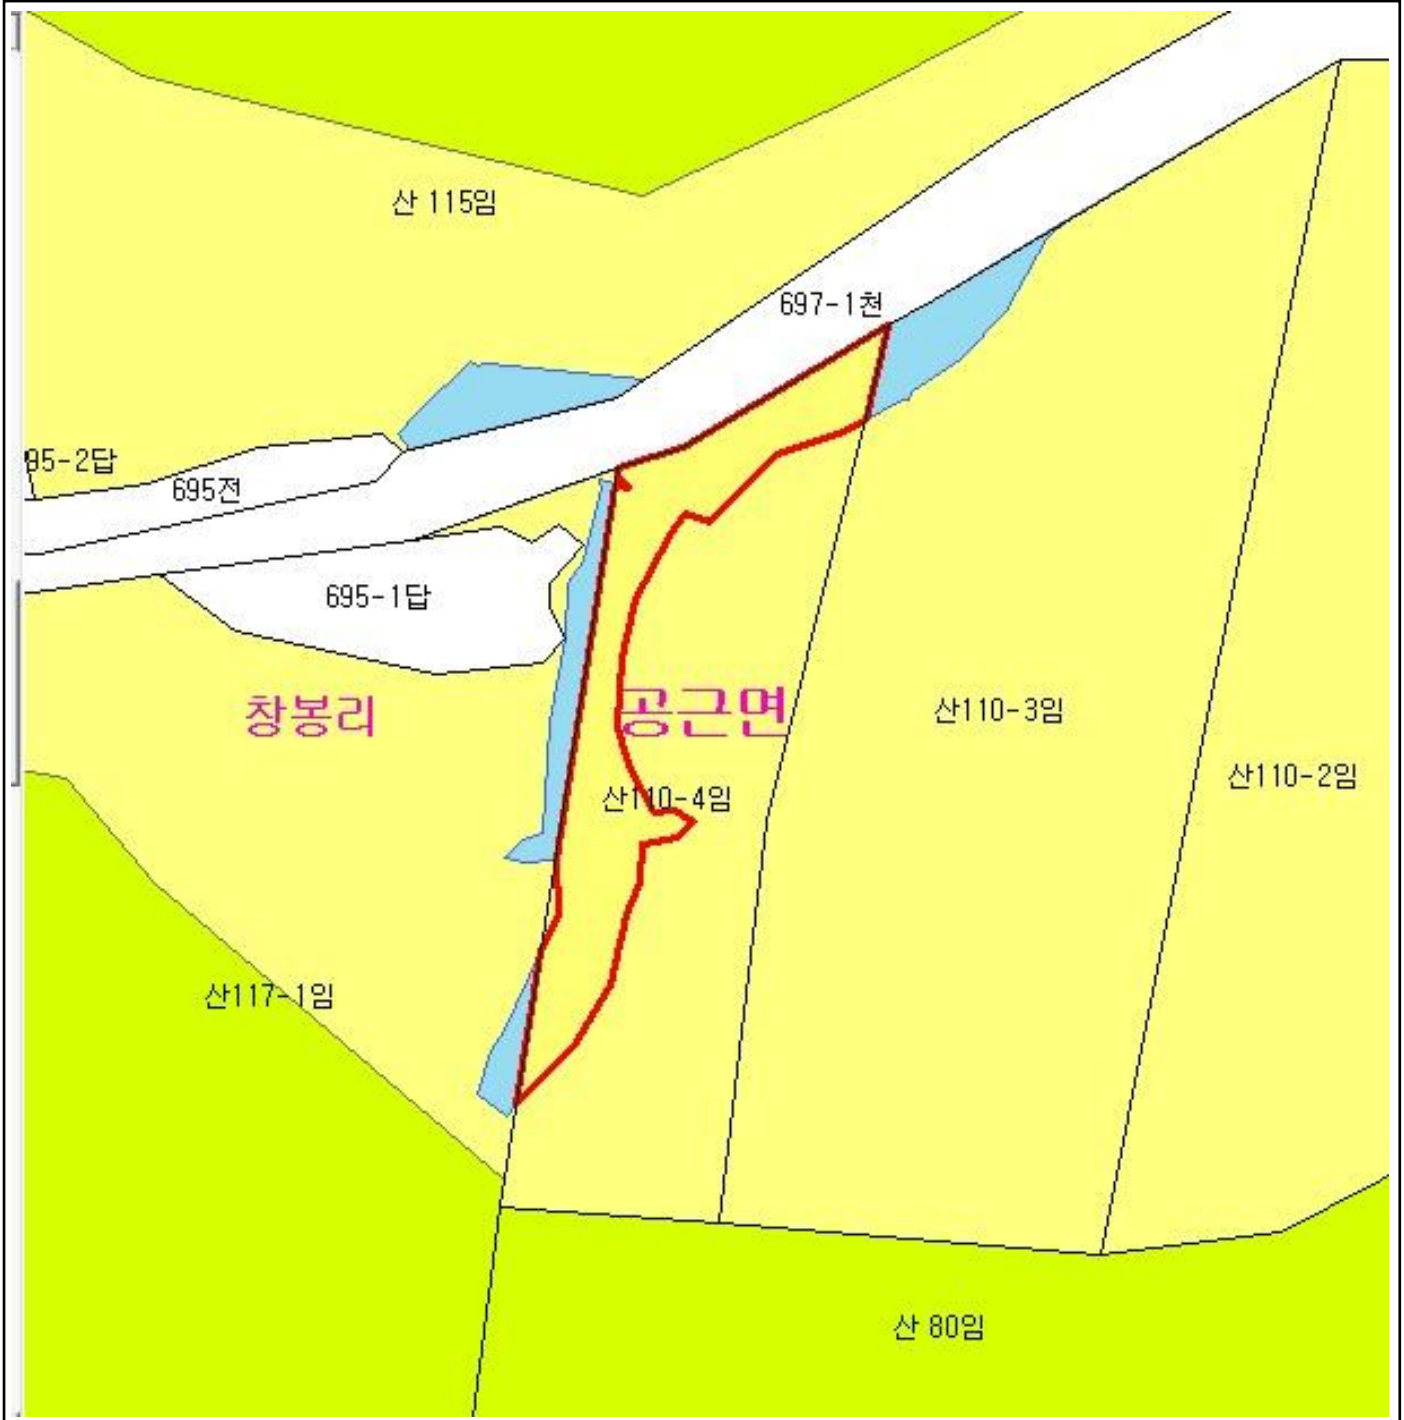 산 115임
697-1천
95-2답
695전
695-1답
창봉리
공근면
산110-3임
산110-4임
산110-2임
산117-1임
산 80임